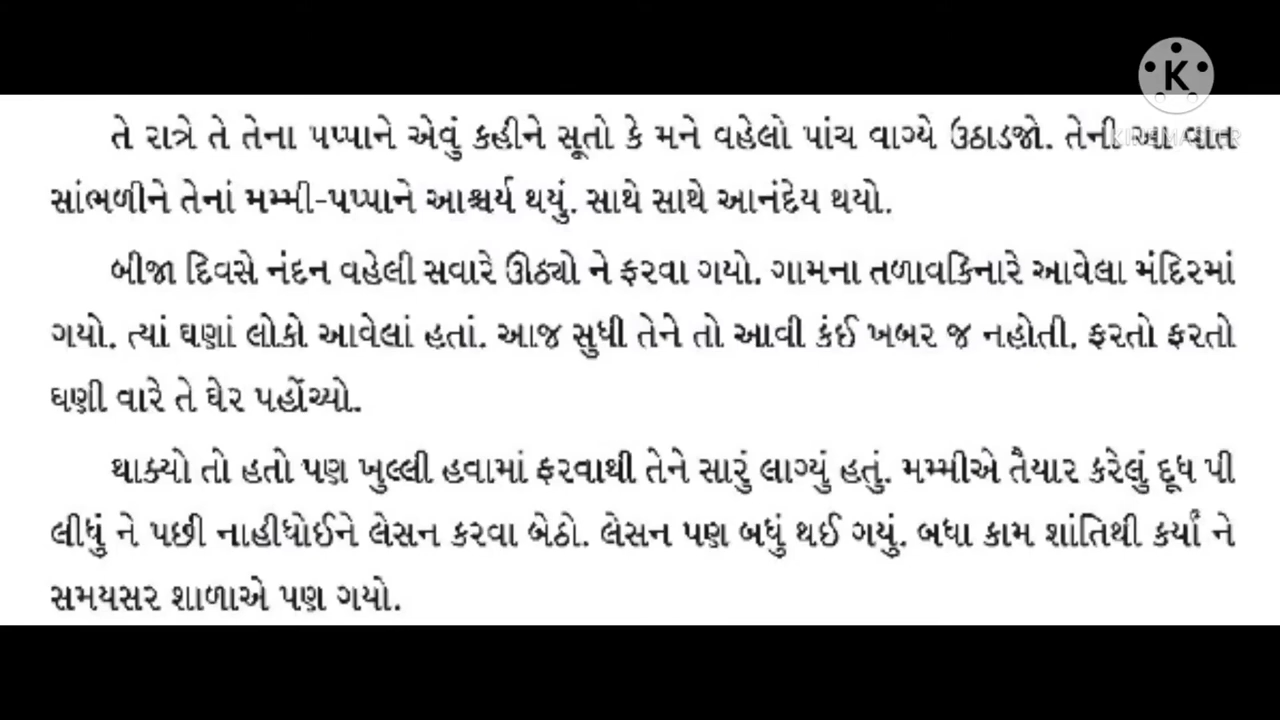 તે રાત્રે તે તેના પપ્પાને એવું કહીને સૂતો કે મને વહેલો પાંચ વાગ્યે ઉઠાડજો. તેની આ વાત
સાંભળીને તેનાં મમ્મી-પપ્પાને આશ્ચર્ય થયું. સાથે સાથે આનંદેય થયો.
બીજા દિવસે નંદન વહેલી સવારે ઊઠ્યો ને ફરવા ગયો. ગામના તળાવકિનારે આવેલા મંદિરમાં
ગયો. ત્યાં ઘણાં લોકો આવેલાં હતાં. આજ સુધી તેને તો આવી કંઈ ખબર જ નહોતી. ફરતો ફરતો
ઘણી વારે તે ઘેર પહોંચ્યો.
થાક્યો તો હતો પણ ખુલ્લી હવામાં ફરવાથી તેને સારું લાગ્યું હતું. મમ્મીએ તૈયાર કરેલું દૂધ પી
લીધું ને પછી નાહીધોઈને લેસન કરવા બેઠો. લેસન પણ બધું થઈ ગયું. બધા કામ શાંતિથી કર્યાં ને
સમયસર શાળાએ પણ ગયો.
K
KINEMASTER